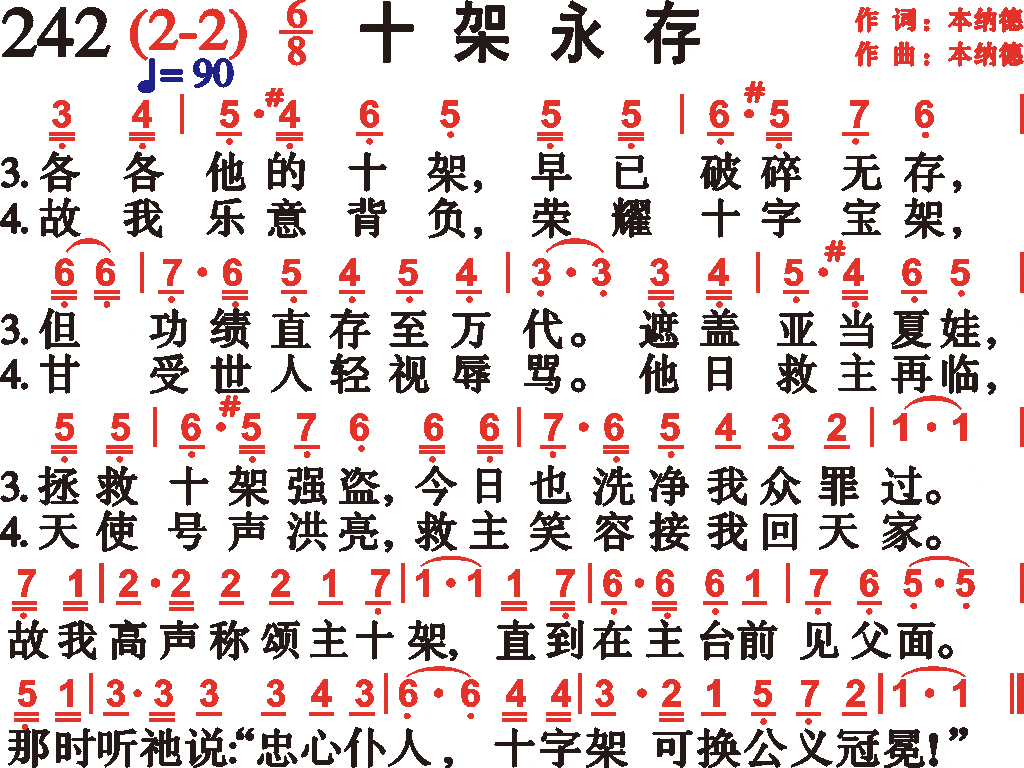 242 (2-2) 6/8 十架永存 作 词：本纳德
♩= 90 作 曲：本纳德
3 4 | 5 · #4 6 5 5 5 | 6 · #5 7 6 |
3. 各 各 他 的 十 架， 早 已 破 碎 无 存，
4. 故 我 乐 意 背 负， 荣 耀 十 字 宝 架，
6 6 | 7 · 6 5 4 5 4 | 3 · 3 3 4 | 5 · #4 6 5 |
3. 但 功 绩 直 存 至 万 代。 遮 盖 亚 当 夏 娃，
4. 甘 受 世 人 轻 视 辱 骂。 他 日 救 主 再 临，
5 5 | 6 · #5 7 6 6 6 | 7 · 6 5 4 3 2 | 1 · 1 |
3. 拯 救 十 架 强 盗， 今 日 也 洗 净 我 众 罪 过。
4. 天 使 号 声 洪 亮， 救 主 笑 容 接 我 回 天 家。
7 1 | 2 · 2 2 2 1 7 | 1 · 1 1 7 | 6 · 6 6 1 | 7 6 5 · 5 |
故 我 高 声 称 颂 主 十 架， 直 到 在 主 台 前 见 父 面。
5 1 | 3 · 3 3 3 4 3 | 6 · 6 4 4 | 3 · 2 1 5 7 2 | 1 · 1 ‖
那 时 听 祂 说:“忠 心 仆 人， 十 字 架 可 换 公 义 冠 冕!”